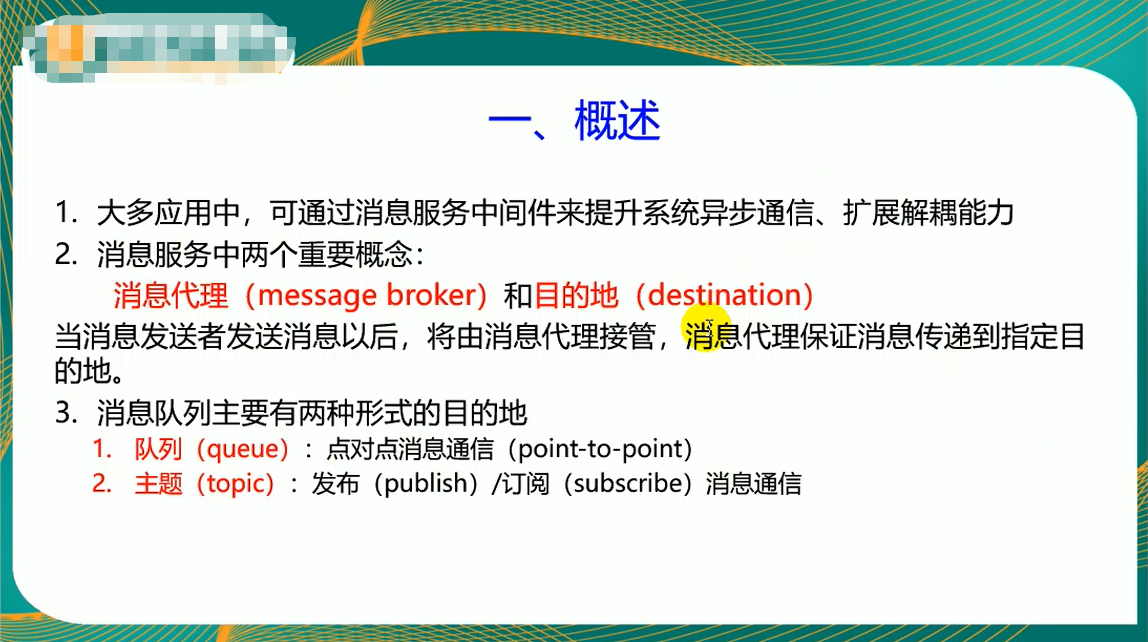 一、概述
1. 大多应用中，可通过消息服务中间件来提升系统异步通信、扩展解耦能力
2. 消息服务中两个重要概念：
消息代理（message broker）和目的地（destination）
当消息发送者发送消息以后，将由消息代理接管，消息代理保证消息传递到指定目
的地。
3. 消息队列主要有两种形式的目的地
1. 队列（queue）：点对点消息通信（point-to-point）
2. 主题（topic）：发布（publish）/订阅（subscribe）消息通信